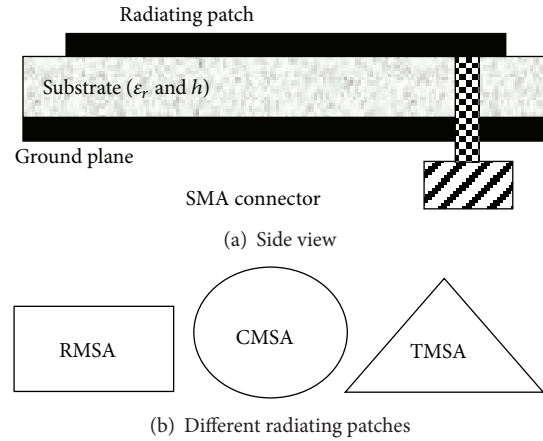 Radiating patch
Substrate (εr and h)
Ground plane
SMA connector
(a) Side view
RMSA
CMSA
TMSA
(b) Different radiating patches